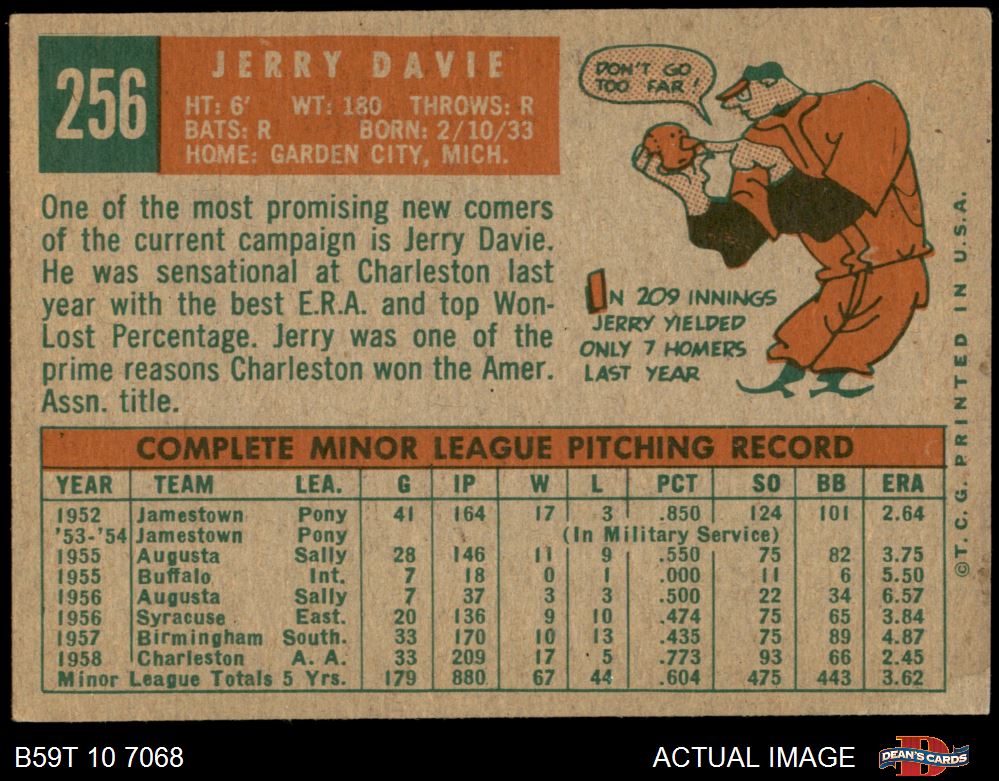 256
JERRY DAVIE
HT: 6' WT: 180 THROWS: R
BATS: R BORN: 2/10/33
HOME: GARDEN CITY, MICH.
DON'T GO
TOO FAR!
One of the most promising new comers
of the current campaign is Jerry Davie.
He was sensational at Charleston last
year with the best E.R.A. and top Won-
Lost Percentage. Jerry was one of the
prime reasons Charleston won the Amer.
Assn. title.
IN 209 INNINGS
JERRY YIELDED
ONLY 7 HOMERS
LAST YEAR
COMPLETE MINOR LEAGUE PITCHING RECORD
YEAR TEAM LEA. G IP W L PCT SO BB ERA
1952 Jamestown Pony 41 164 17 3 .850 124 101 2.64
'53-'54 Jamestown Pony (In Military Service)
1955 Augusta Sally 28 146 11 9 .550 75 82 3.75
1955 Buffalo Int. 7 18 0 1 .000 11 6 5.50
1956 Augusta Sally 7 37 3 3 .500 22 34 6.57
1956 Syracuse East. 20 136 9 10 .474 75 65 3.84
1957 Birmingham South. 33 170 10 13 .435 75 89 4.87
1958 Charleston A. A. 33 209 17 5 .773 93 66 2.45
Minor League Totals 5 Yrs. 179 880 67 44 .604 475 443 3.62
©T. C. G. PRINTED IN U.S.A.
B59T 10 7068
ACTUAL IMAGE
DEAN'S CARDS